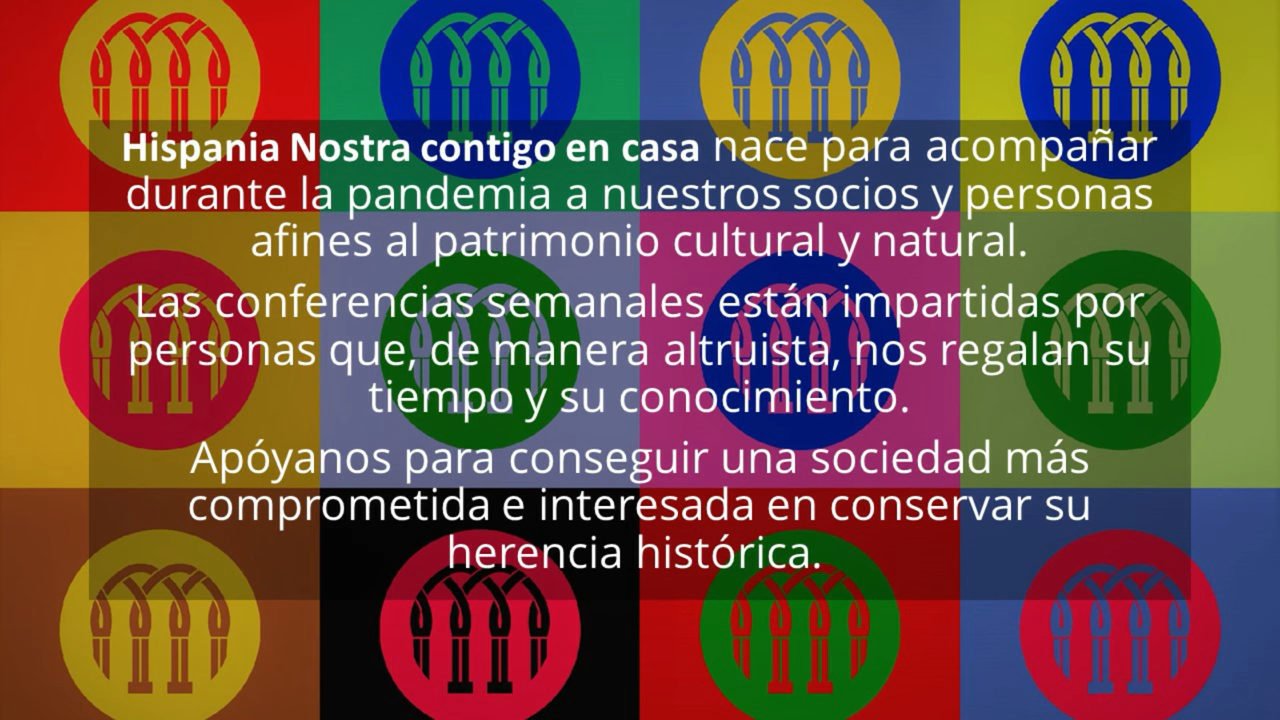 Hispania Nostra contigo en casa nace para acompañar
durante la pandemia a nuestros socios y personas
afines al patrimonio cultural y natural.
Las conferencias semanales están impartidas por
personas que, de manera altruista, nos regalan su
tiempo y su conocimiento.
Apóyanos para conseguir una sociedad más
comprometida e interesada en conservar su
herencia histórica.